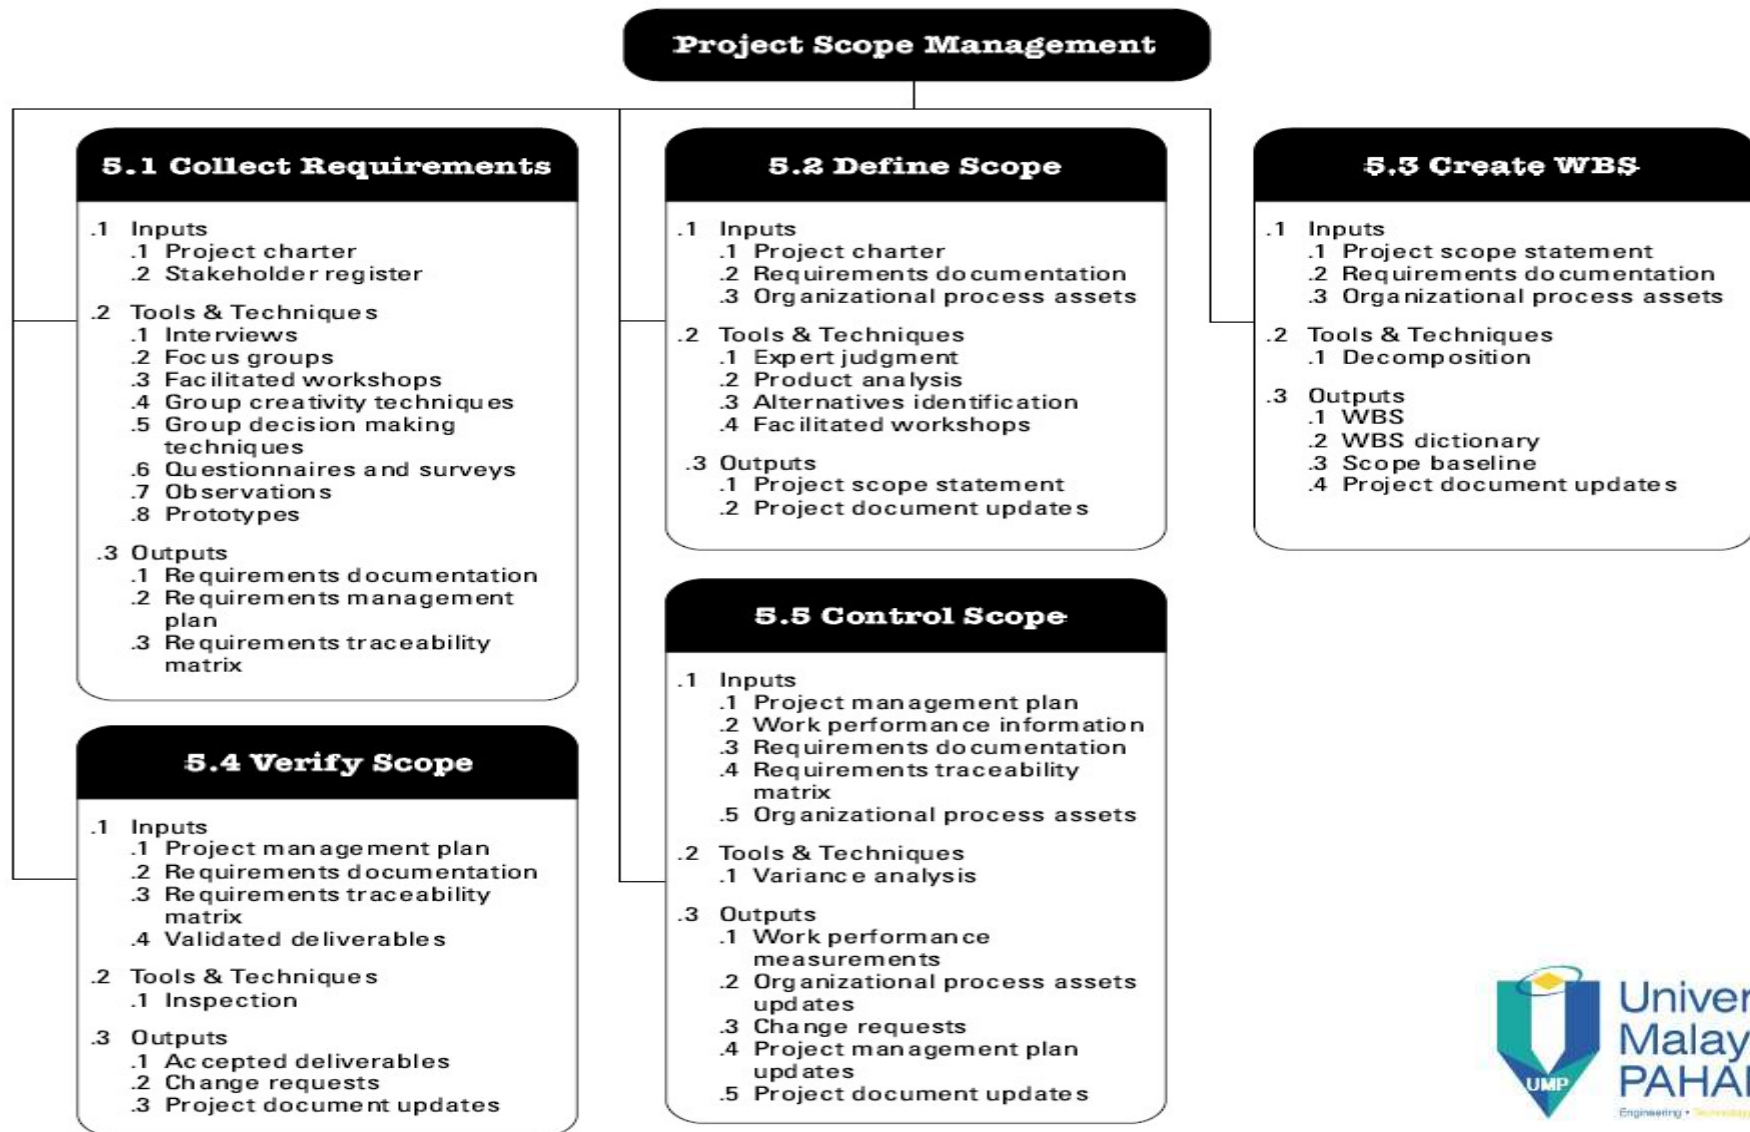 Project Scope Management
5.1 Collect Requirements
.1 Inputs
.1 Project charter
.2 Stakeholder register
.2 Tools & Techniques
.1 Interviews
.2 Focus groups
.3 Facilitated workshops
.4 Group creativity techniques
.5 Group decision making
techniques
.6 Questionnaires and surveys
.7 Observations
.8 Prototypes
.3 Outputs
.1 Requirements documentation
.2 Requirements management
plan
.3 Requirements traceability
matrix
5.2 Define Scope
.1 Inputs
.1 Project charter
.2 Requirements documentation
.3 Organizational process assets
.2 Tools & Techniques
.1 Expert judgment
.2 Product analysis
.3 Alternatives identification
.4 Facilitated workshops
.3 Outputs
.1 Project scope statement
.2 Project document updates
5.3 Create WBS
.1 Inputs
.1 Project scope statement
.2 Requirements documentation
.3 Organizational process assets
.2 Tools & Techniques
.1 Decomposition
.3 Outputs
.1 WBS
.2 WBS dictionary
.3 Scope baseline
.4 Project document updates
5.4 Verify Scope
.1 Inputs
.1 Project management plan
.2 Requirements documentation
.3 Requirements traceability
matrix
.4 Validated deliverables
.2 Tools & Techniques
.1 Inspection
.3 Outputs
.1 Accepted deliverables
.2 Change requests
.3 Project document updates
5.5 Control Scope
.1 Inputs
.1 Project management plan
.2 Work performance information
.3 Requirements documentation
.4 Requirements traceability
matrix
.5 Organizational process assets
.2 Tools & Techniques
.1 Variance analysis
.3 Outputs
.1 Work performance
measurements
.2 Organizational process assets
updates
.3 Change requests
.4 Project management plan
updates
.5 Project document updates
UMP
Univer
Malay
PAHA
Engineering • Technology